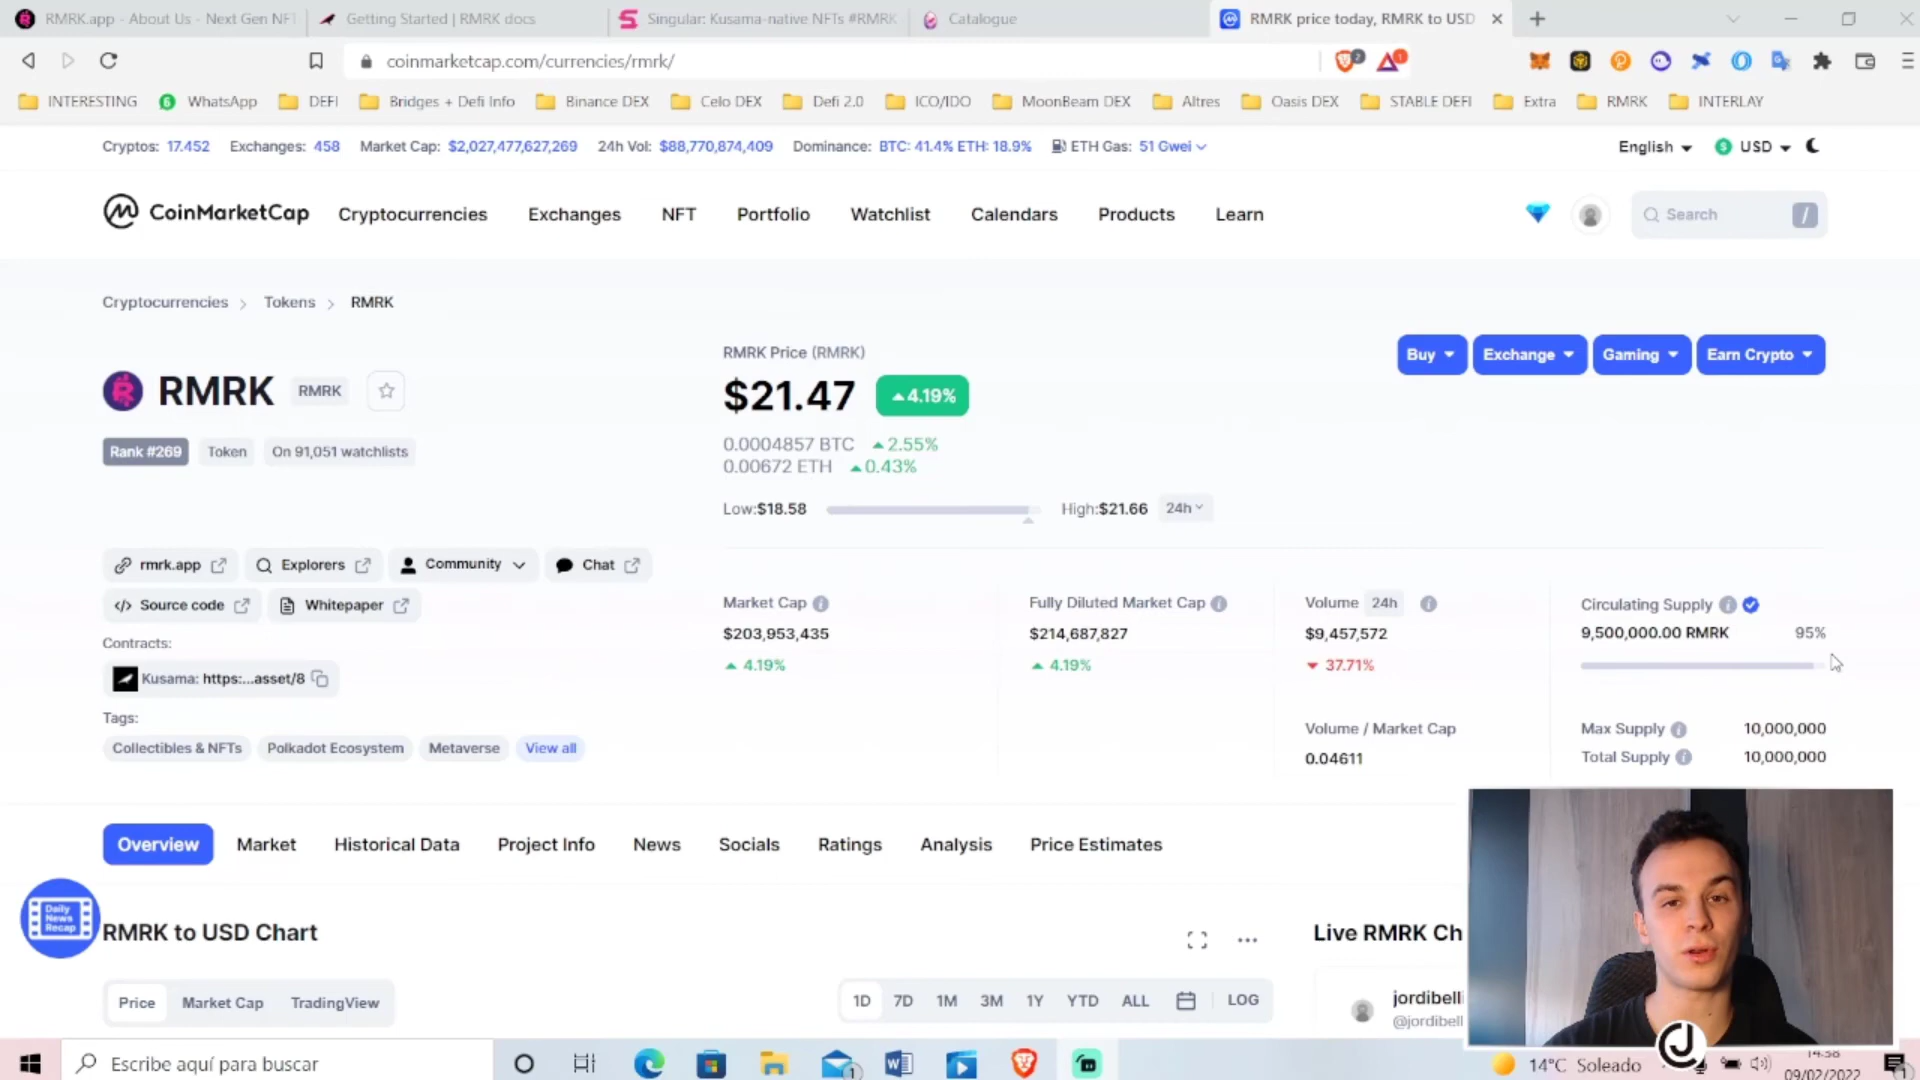 RMRK.app - About Us - Next Gen NFT
Getting Started | RMRK docs
Singular: Kusama-native NFTs #RMRK
Catalogue
RMRK price today, RMRK to USD
coinmarketcap.com/currencies/rmrk/
2
1
INTERESTING
WhatsApp
DEFI
Bridges + Defi Info
Binance DEX
Celo DEX
Defi 2.0
ICO/IDO
MoonBeam DEX
Altres
Oasis DEX
STABLE DEFI
Extra
RMRK
INTERLAY
Cryptos: 17.452 Exchanges: 458 Market Cap: $2,027,477,627,269 24h Vol: $88,770,874,409 Dominance: BTC: 41.4% ETH: 18.9% ETH Gas: 51 Gwei
English
USD
CoinMarketCap
Cryptocurrencies
Exchanges
NFT
Portfolio
Watchlist
Calendars
Products
Learn
Search
/
Cryptocurrencies > Tokens > RMRK
RMRK
RMRK
Rank #269
Token
On 91,051 watchlists
RMRK Price (RMRK)
$21.47
4.19%
0.0004857 BTC 2.55%
0.00672 ETH 0.43%
Low:$18.58
High:$21.66
24h
Buy
Exchange
Gaming
Earn Crypto
rmrk.app
Explorers
Community
Chat
Source code
Whitepaper
Contracts:
Kusama: https:...asset/8
Tags:
Collectibles & NFTs
Polkadot Ecosystem
Metaverse
View all
Market Cap
$203,953,435
4.19%
Fully Diluted Market Cap
$214,687,827
4.19%
Volume 24h
$9,457,572
37.71%
Volume / Market Cap
0.04611
Circulating Supply
9,500,000.00 RMRK 95%
Max Supply 10,000,000
Total Supply 10,000,000
Overview
Market
Historical Data
Project Info
News
Socials
Ratings
Analysis
Price Estimates
Daily
News
Recap
RMRK to USD Chart
Live RMRK Ch
Price
Market Cap
TradingView
1D
7D
1M
3M
1Y
YTD
ALL
LOG
jordibelli
@jordibell
Escribe aquí para buscar
1
J
14°C Soleado
14:38
09/02/2022
1